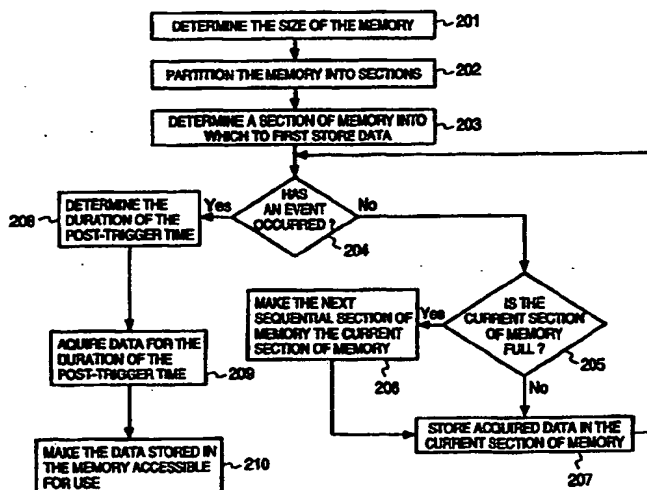 DETERMINE THE SIZE OF THE MEMORY
201
PARTITION THE MEMORY INTO SECTIONS
202
DETERMINE A SECTION OF MEMORY INTO
WHICH TO FIRST STORE DATA
203
HAS
AN EVENT
OCCURRED ?
204
Yes
No
DETERMINE THE
DURATION OF THE
POST-TRIGGER TIME
208
ACQUIRE DATA FOR THE
DURATION OF THE
POST-TRIGGER TIME
209
MAKE THE DATA STORED IN
THE MEMORY ACCESSIBLE
FOR USE
210
IS THE
CURRENT SECTION
OF MEMORY
FULL ?
205
Yes
No
MAKE THE NEXT
SEQUENTIAL SECTION OF
MEMORY THE CURRENT
SECTION OF MEMORY
206
STORE ACQUIRED DATA IN THE
CURRENT SECTION OF MEMORY
207